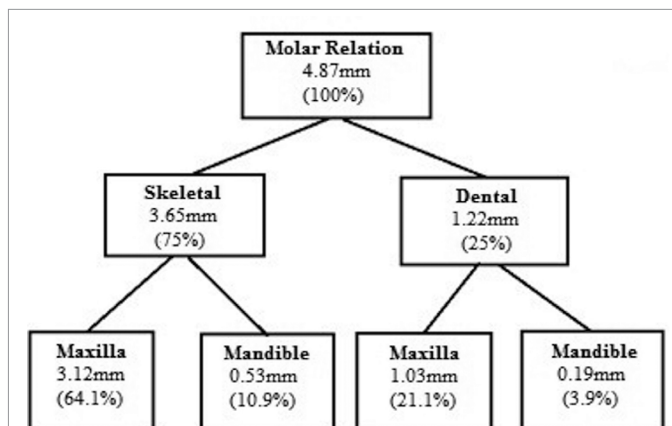 Molar Relation
4.87mm
(100%)
Skeletal
3.65mm
(75%)
Dental
1.22mm
(25%)
Maxilla
3.12mm
(64.1%)
Mandible
0.53mm
(10.9%)
Maxilla
1.03mm
(21.1%)
Mandible
0.19mm
(3.9%)